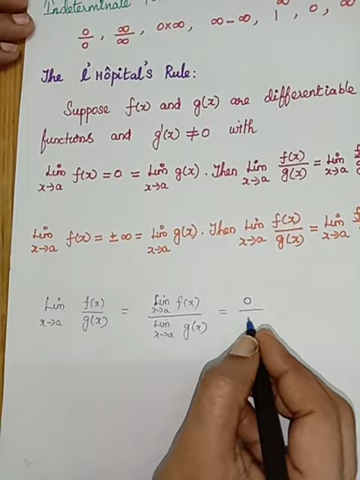 Indeterminate
0/0, ∞/∞, 0×∞, ∞-∞, 1^∞, 0, ∞
The l'Hôpital's Rule:
Suppose f(x) and g(x) are differentiable
functions and g'(x) ≠ 0 with
Lim x→a f(x) = 0 = Lim x→a g(x). Then Lim x→a f(x)/g(x) = Lim x→a
Lim x→a f(x) = ±∞ = Lim x→a g(x). Then Lim x→a f(x)/g(x) = Lim x→a
Lim x→a f(x)/g(x) = Lim x→a f(x) / Lim x→a g(x) = 0/